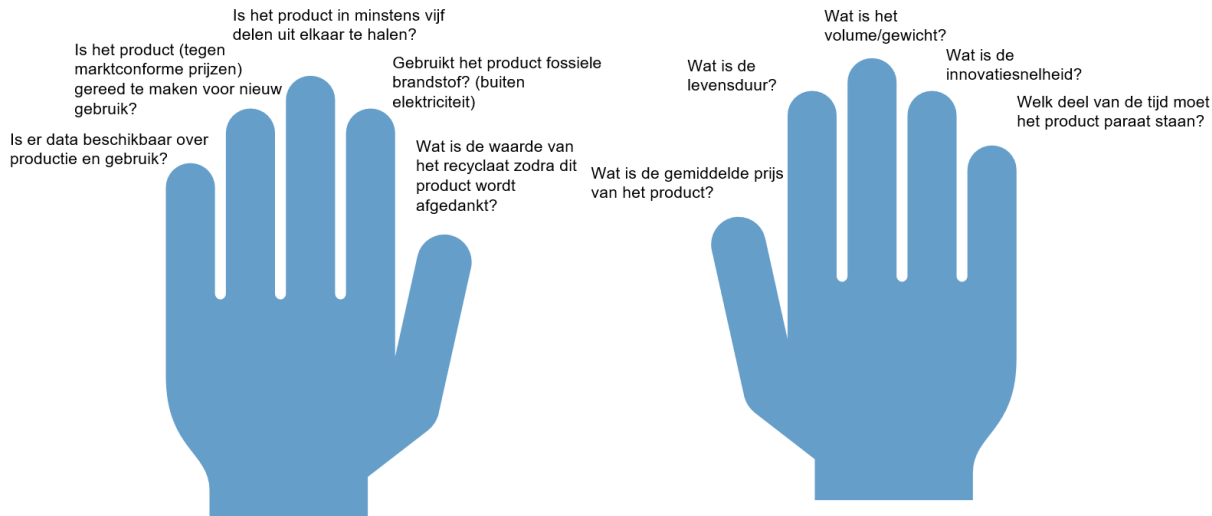 Is het product in minstens vijf
delen uit elkaar te halen?
Is het product (tegen
marktconforme prijzen)
gereed te maken voor nieuw
gebruik?
Gebruikt het product fossiele
brandstof? (buiten
elektriciteit)
Is er data beschikbaar over
productie en gebruik?
Wat is de waarde van
het recyclaat zodra dit
product wordt
afgedankt?
Wat is het
volume/gewicht?
Wat is de
levensduur?
Wat is de
innovatiesnelheid?
Welk deel van de tijd moet
het product paraat staan?
Wat is de gemiddelde prijs
van het product?